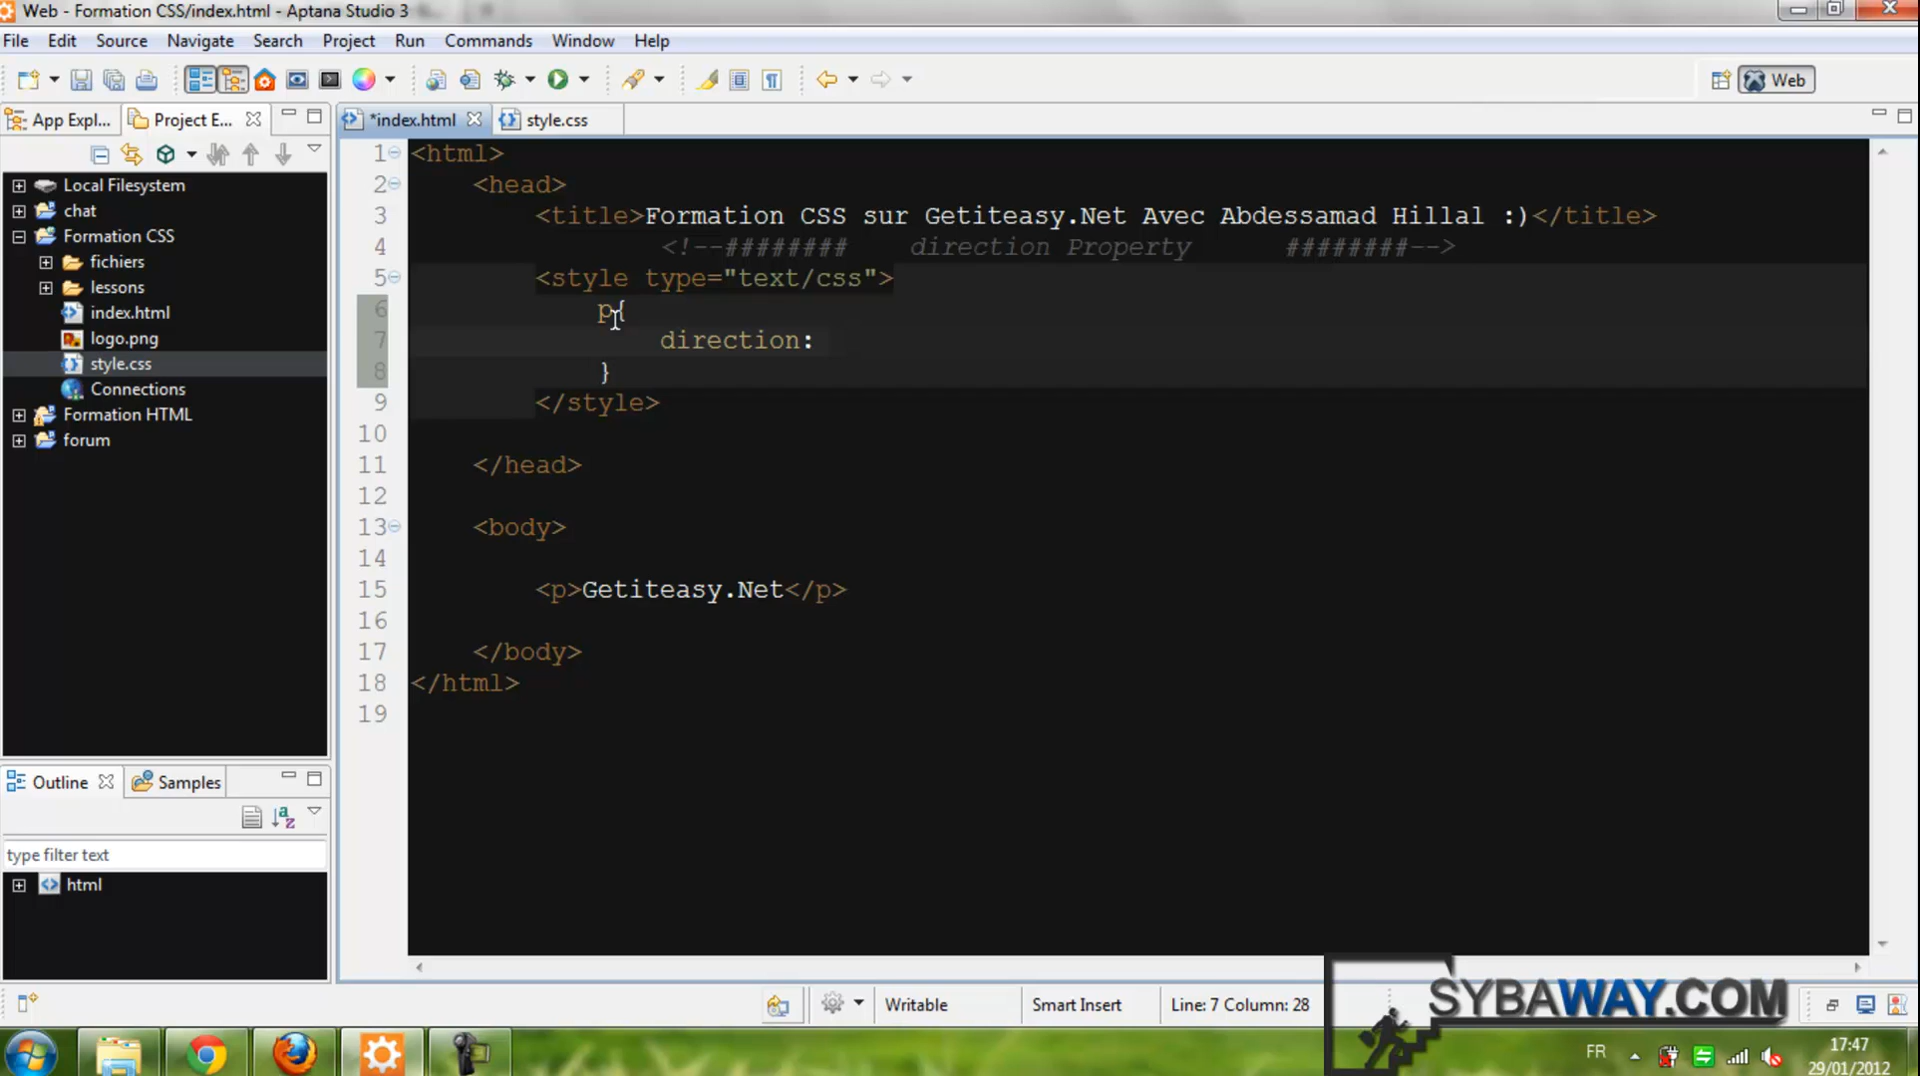 Web - Formation CSS/index.html - Aptana Studio 3
File Edit Source Navigate Search Project Run Commands Window Help
Web
App Expl... Project E... *index.html style.css
1 <html>
2 <head>
3 <title>Formation CSS sur Getiteasy.Net Avec Abdessamad Hillal :)</title>
4 <!--######## direction Property ########-->
5 <style type="text/css">
6 p{
7 direction:
8 }
9 </style>
10
11 </head>
12
13 <body>
14
15 <p>Getiteasy.Net</p>
16
17 </body>
18 </html>
19
Local Filesystem
chat
Formation CSS
fichiers
lessons
index.html
logo.png
style.css
Connections
Formation HTML
forum
Outline Samples
type filter text
html
Writable Smart Insert Line: 7 Column: 28
SYBAWAY.COM
FR 17:47
29/01/2012